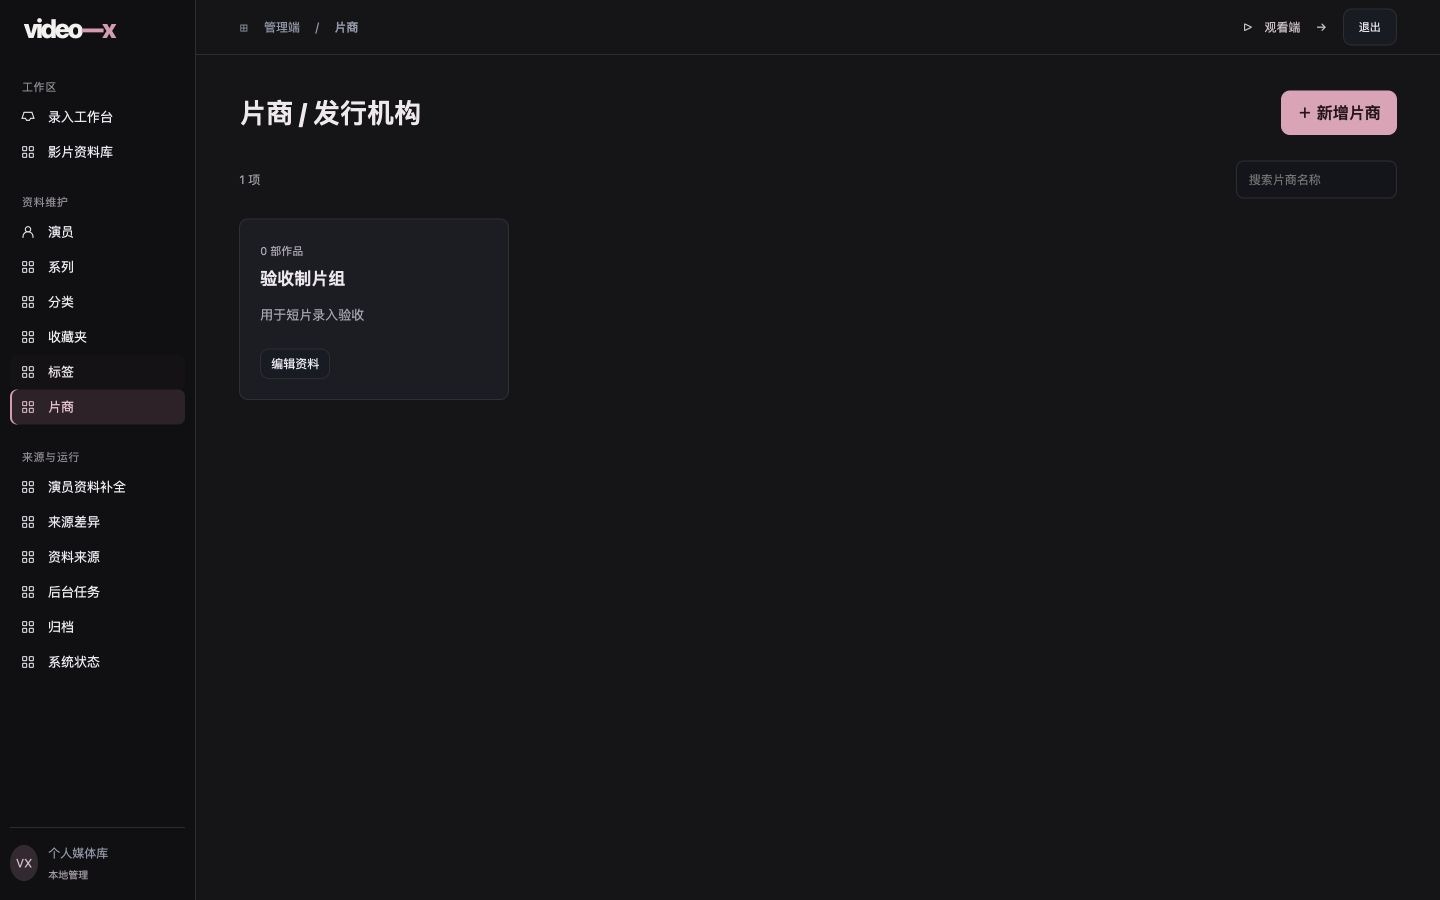 video—x
工作区
录入工作台
影片资料库
资料维护
演员
系列
分类
收藏夹
标签
片商
来源与运行
演员资料补全
来源差异
资料来源
后台任务
归档
系统状态
VX
个人媒体库
本地管理
管理端 / 片商
观看端 →
退出
片商 / 发行机构
+ 新增片商
1 项
搜索片商名称
0 部作品
验收制片组
用于短片录入验收
编辑资料